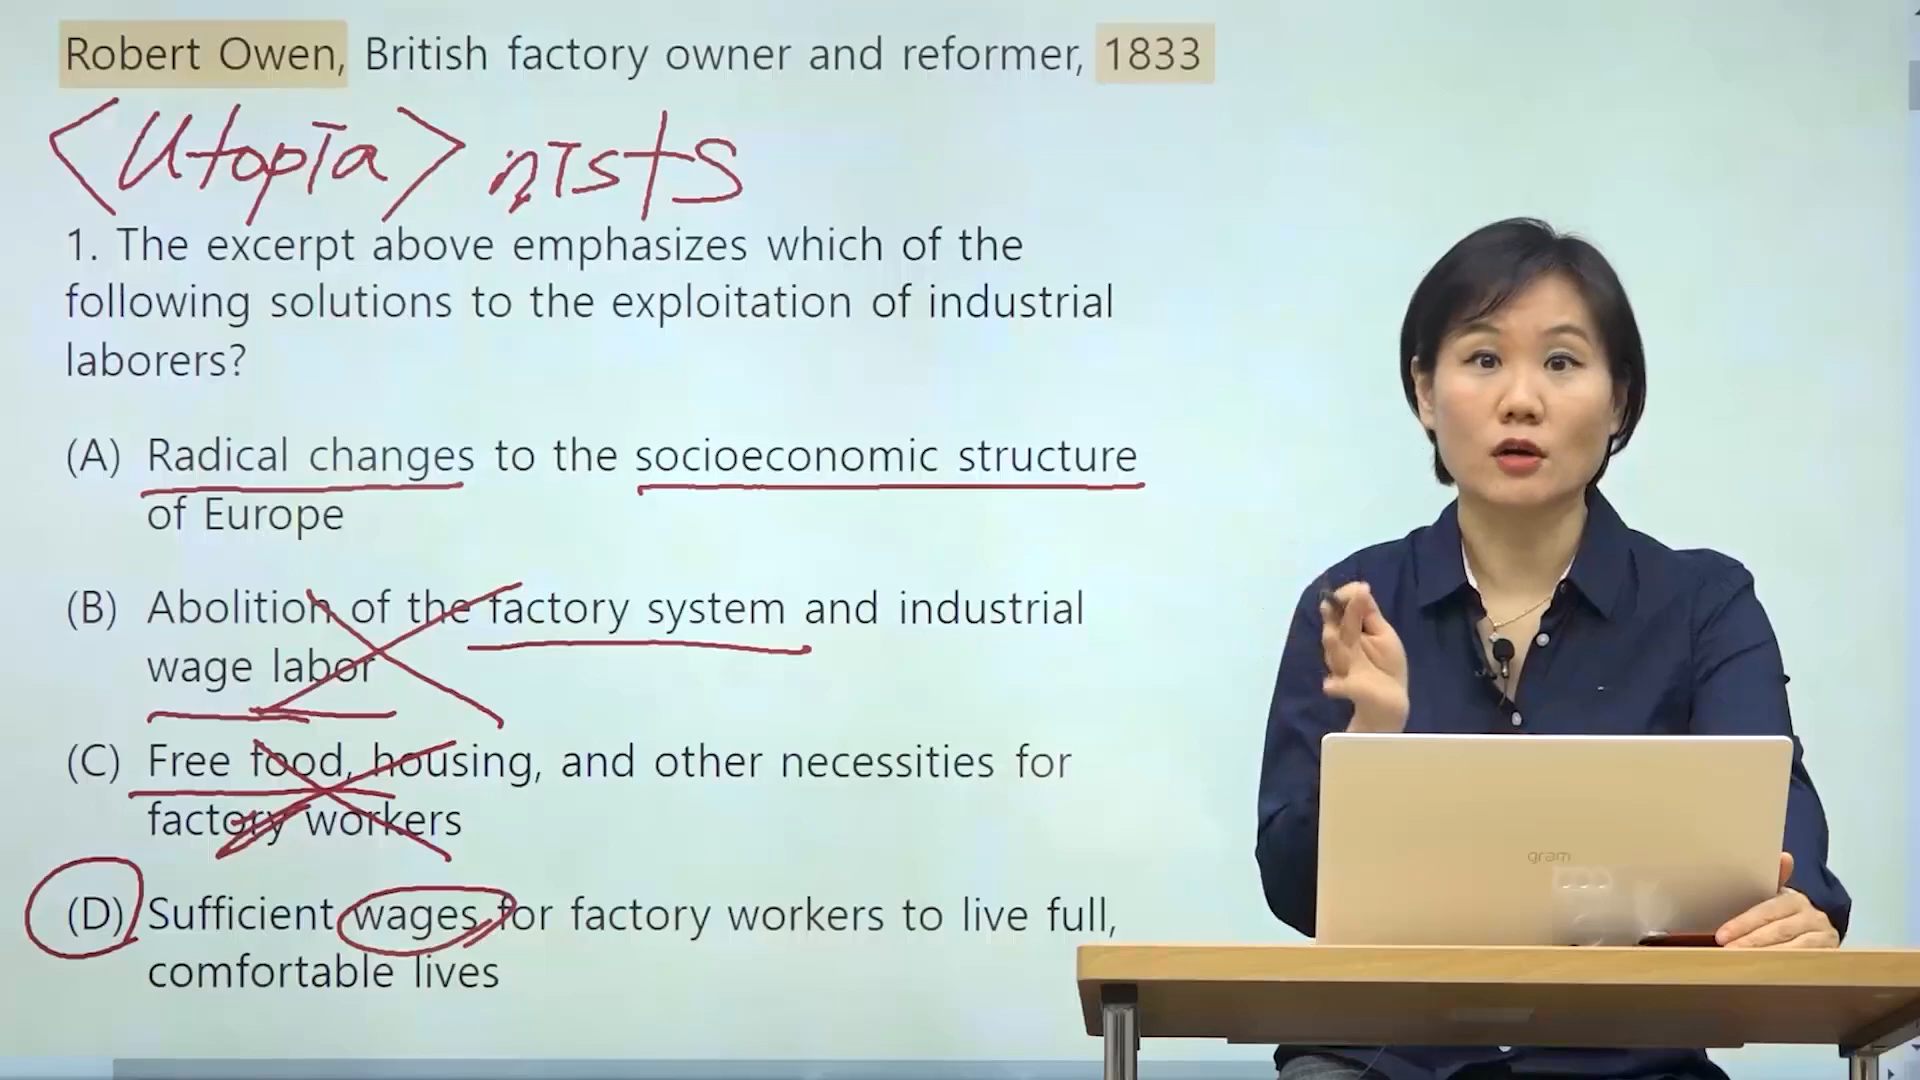 Robert Owen, British factory owner and reformer, 1833
<Utopia> nists
1. The excerpt above emphasizes which of the
following solutions to the exploitation of industrial
laborers?
(A) Radical changes to the socioeconomic structure
of Europe
(B) Abolition of the factory system and industrial
wage labor
(C) Free food, housing, and other necessities for
factory workers
(D) Sufficient wages for factory workers to live full,
comfortable lives
gram